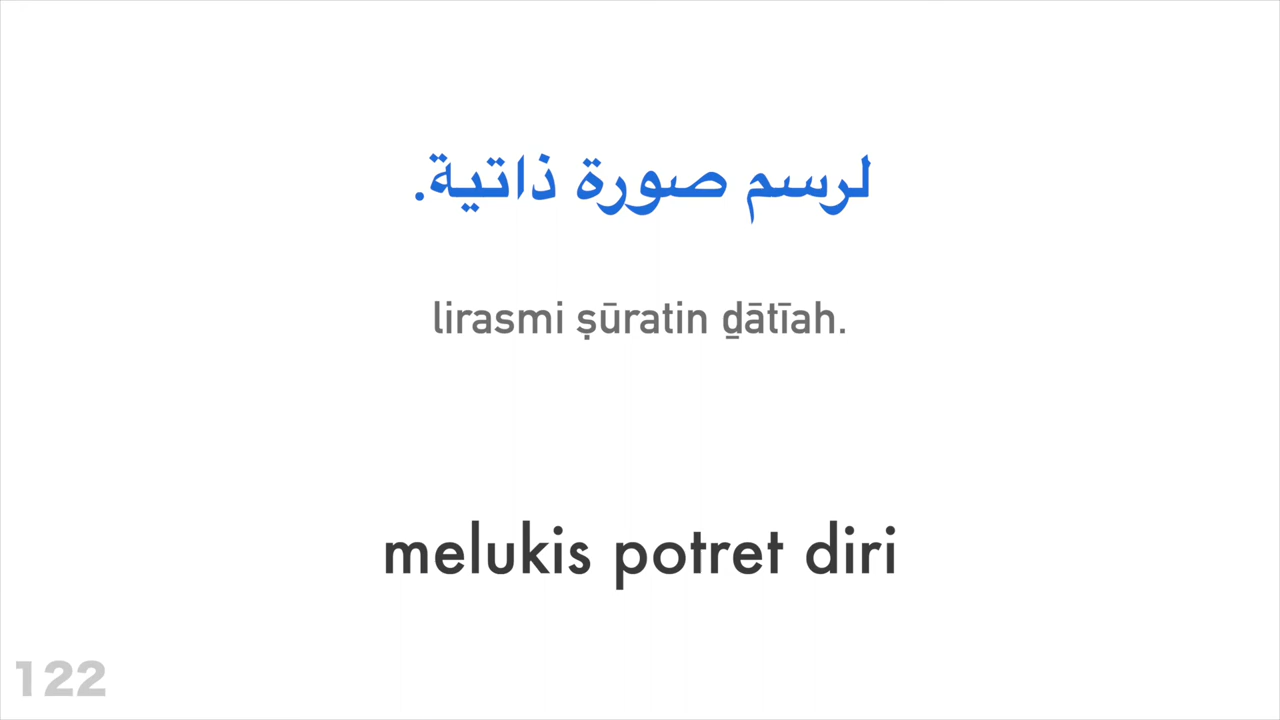 لرسم صورة ذاتية.
lirasmi ṣūratin ḏātīah.
melukis potret diri
122